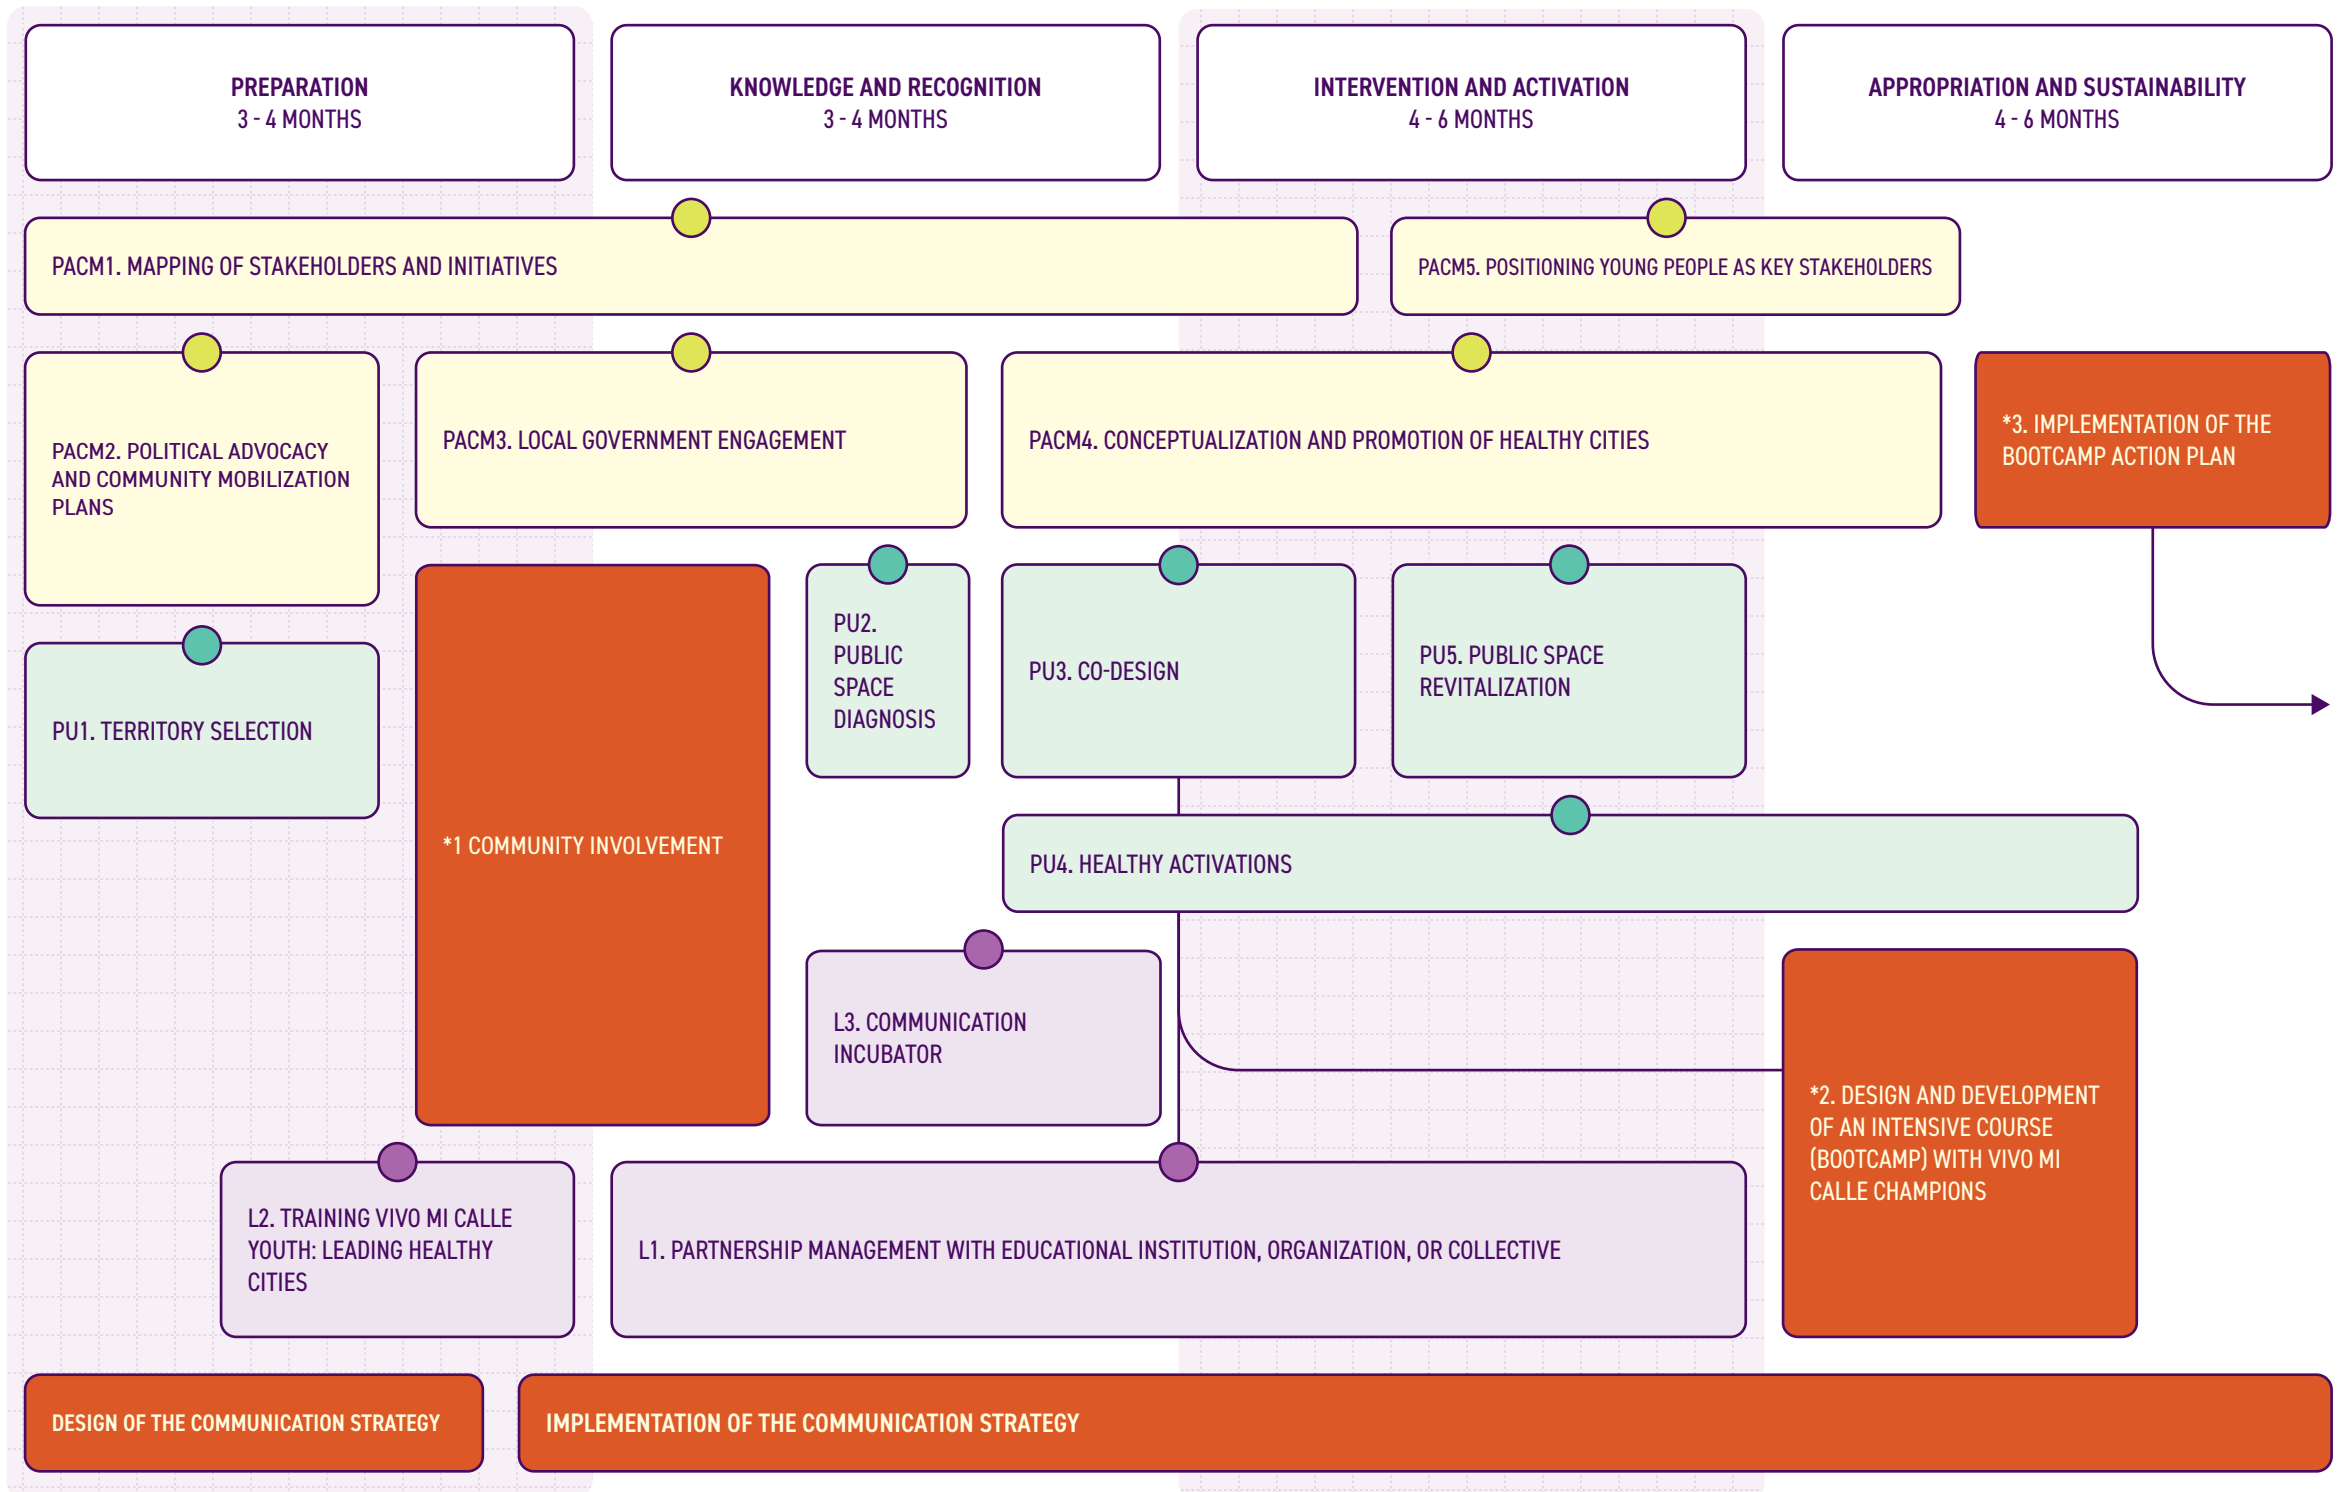 PREPARATION
3 - 4 MONTHS
KNOWLEDGE AND RECOGNITION
3 - 4 MONTHS
INTERVENTION AND ACTIVATION
4 - 6 MONTHS
APPROPRIATION AND SUSTAINABILITY
4 - 6 MONTHS
PACM1. MAPPING OF STAKEHOLDERS AND INITIATIVES
PACM5. POSITIONING YOUNG PEOPLE AS KEY STAKEHOLDERS
PACM2. POLITICAL ADVOCACY
AND COMMUNITY MOBILIZATION
PLANS
PACM3. LOCAL GOVERNMENT ENGAGEMENT
PACM4. CONCEPTUALIZATION AND PROMOTION OF HEALTHY CITIES
*3. IMPLEMENTATION OF THE
BOOTCAMP ACTION PLAN
PU1. TERRITORY SELECTION
*1 COMMUNITY INVOLVEMENT
PU2.
PUBLIC
SPACE
DIAGNOSIS
PU3. CO-DESIGN
PU5. PUBLIC SPACE
REVITALIZATION
PU4. HEALTHY ACTIVATIONS
L3. COMMUNICATION
INCUBATOR
*2. DESIGN AND DEVELOPMENT
OF AN INTENSIVE COURSE
(BOOTCAMP) WITH VIVO MI
CALLE CHAMPIONS
L2. TRAINING VIVO MI CALLE
YOUTH: LEADING HEALTHY
CITIES
L1. PARTNERSHIP MANAGEMENT WITH EDUCATIONAL INSTITUTION, ORGANIZATION, OR COLLECTIVE
DESIGN OF THE COMMUNICATION STRATEGY
IMPLEMENTATION OF THE COMMUNICATION STRATEGY